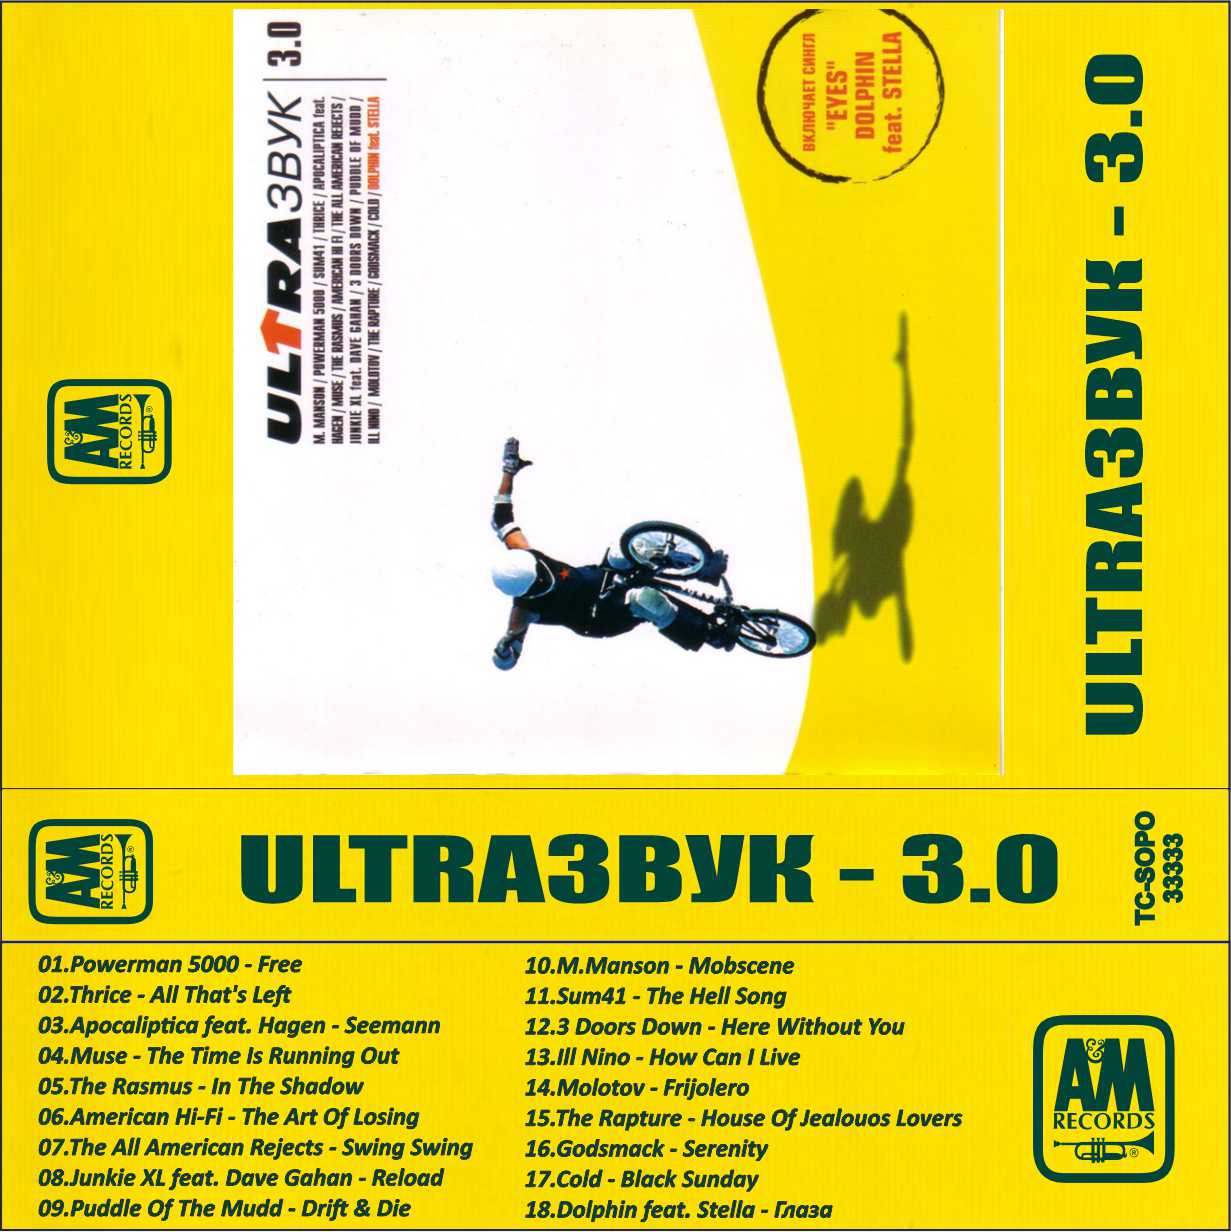 ULTRAЗВУК 3.0
M. MANSON / POWERMAN 5000 / SUM41 / THRICE / APOCALIPTICA feat.
HAGEN / MUSE / THE RASMUS / AMERICAN HI FI / THE ALL AMERICAN REJECTS /
JUNKIE XL feat. DAVE GAHAN / 3 DOORS DOWN / PUDDLE OF MUDD /
ILL NINO / MOLOTOV / THE RAPTURE / GODSMACK / COLD / DOLPHIN feat. STELLA
ВКЛЮЧАЕТ СИНГЛ
"EYES"
DOLPHIN
feat. STELLA
A&M
RECORDS
®
ULTRAЗВУК - 3.0
A&M
RECORDS
®
ULTRAЗВУК - 3.0
TC-SOPO
33333
01.Powerman 5000 - Free
02.Thrice - All That's Left
03.Apocaliptica feat. Hagen - Seemann
04.Muse - The Time Is Running Out
05.The Rasmus - In The Shadow
06.American Hi-Fi - The Art Of Losing
07.The All American Rejects - Swing Swing
08.Junkie XL feat. Dave Gahan - Reload
09.Puddle Of The Mudd - Drift & Die
10.M.Manson - Mobscene
11.Sum41 - The Hell Song
12.3 Doors Down - Here Without You
13.Ill Nino - How Can I Live
14.Molotov - Frijolero
15.The Rapture - House Of Jealouos Lovers
16.Godsmack - Serenity
17.Cold - Black Sunday
18.Dolphin feat. Stella - Глаза
A&M
RECORDS
®